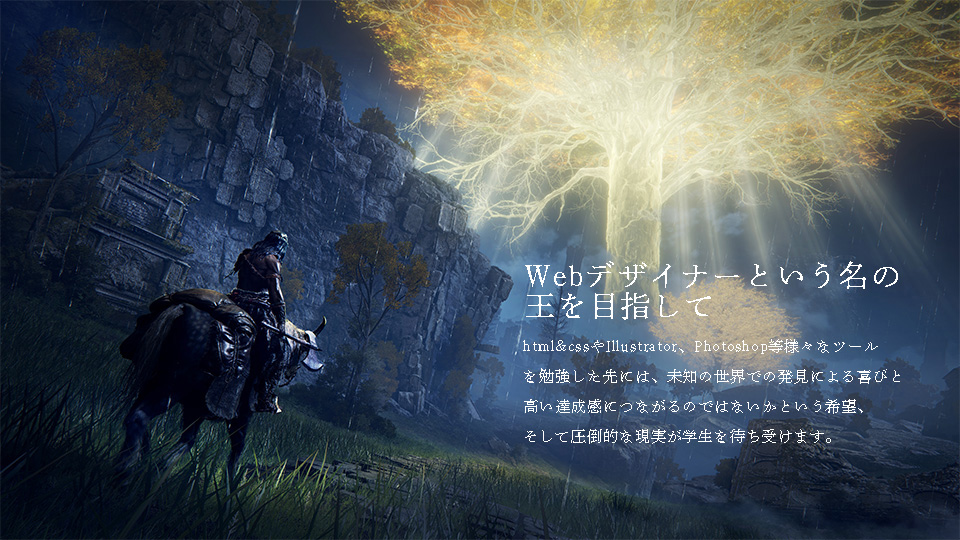 Webデザイナーという名の
王を目指して
html&cssやIllustrator、Photoshop等様々なツール
を勉強した先には、未知の世界での発見による喜びと
高い達成感につながるのではないかという希望、
そして圧倒的な現実が学生を待ち受けます。